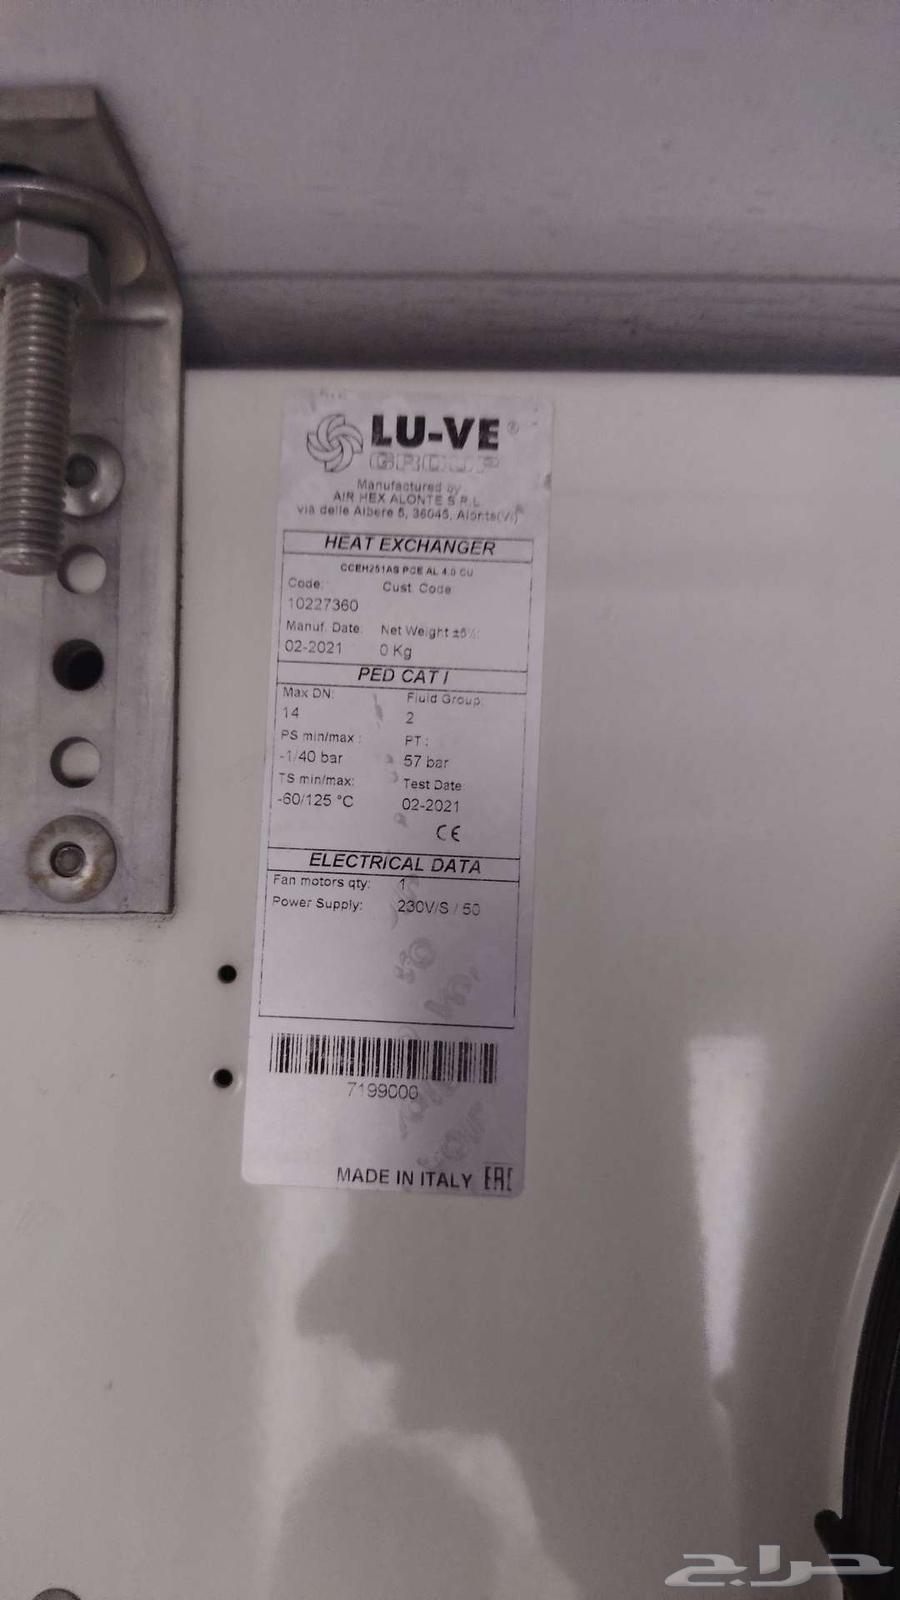 LU-VE®
GROUP
Manufactured by
AIR HEX ALONTE S.R.L.
via delle Albere 5, 36045, Alonte(VI)
HEAT EXCHANGER
CCEH251AS PCE AL 4.0 CU
Code: Cust. Code
10227360
Manuf. Date: Net Weight ±5%:
02-2021 0 Kg
PED CAT I
Max DN: Fluid Group:
14 2
PS min/max: PT:
-1/40 bar 57 bar
TS min/max: Test Date
-60/125 °C 02-2021
CE
ELECTRICAL DATA
Fan motors qty: 1
Power Supply: 230V/S / 50
7199000
MADE IN ITALY EAC
حراج